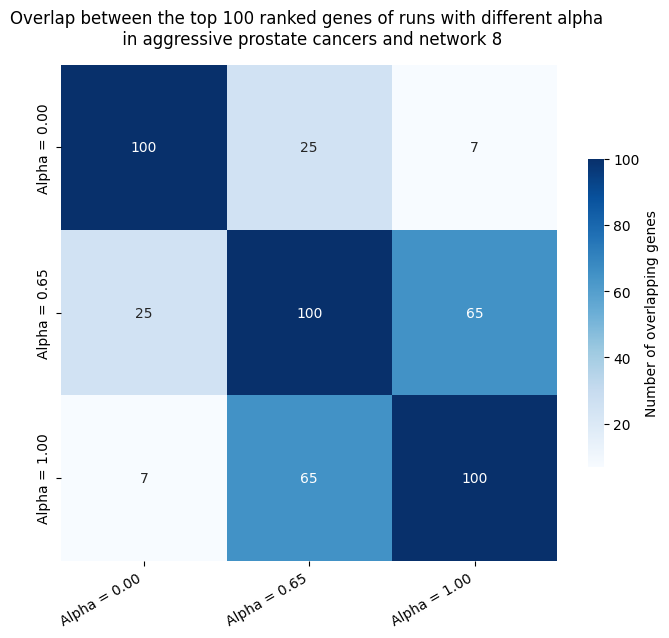 Overlap between the top 100 ranked genes of runs with different alpha
in aggressive prostate cancers and network 8
Alpha = 0.00
100
25
7
Alpha = 0.65
25
100
65
Alpha = 1.00
7
65
100
Alpha = 0.00
Alpha = 0.65
Alpha = 1.00
100
80
60
40
20
Number of overlapping genes